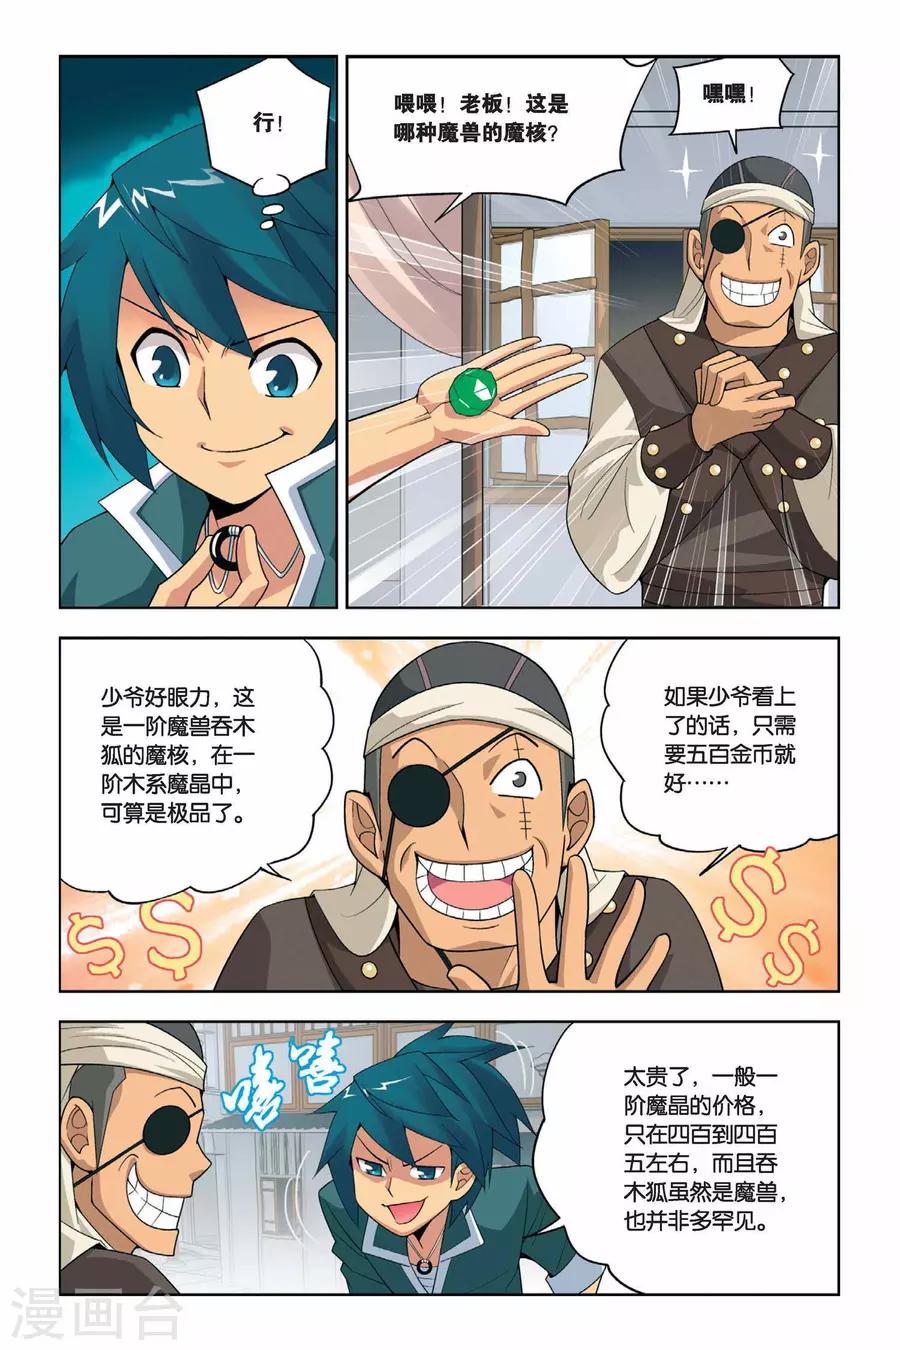 行！
喂喂！老板！这是
哪种魔兽的魔核？
嘿嘿！
少爷好眼力，这
是一阶魔兽吞木
狐的魔核，在一
阶木系魔晶中，
可算是极品了。
如果少爷看上
了的话，只需
要五百金币就
好……
$
$
$
$
嘻嘻
太贵了，一般一
阶魔晶的价格，
只在四百到四百
五左右，而且吞
木狐虽然是魔兽，
也并非多罕见。
漫画台